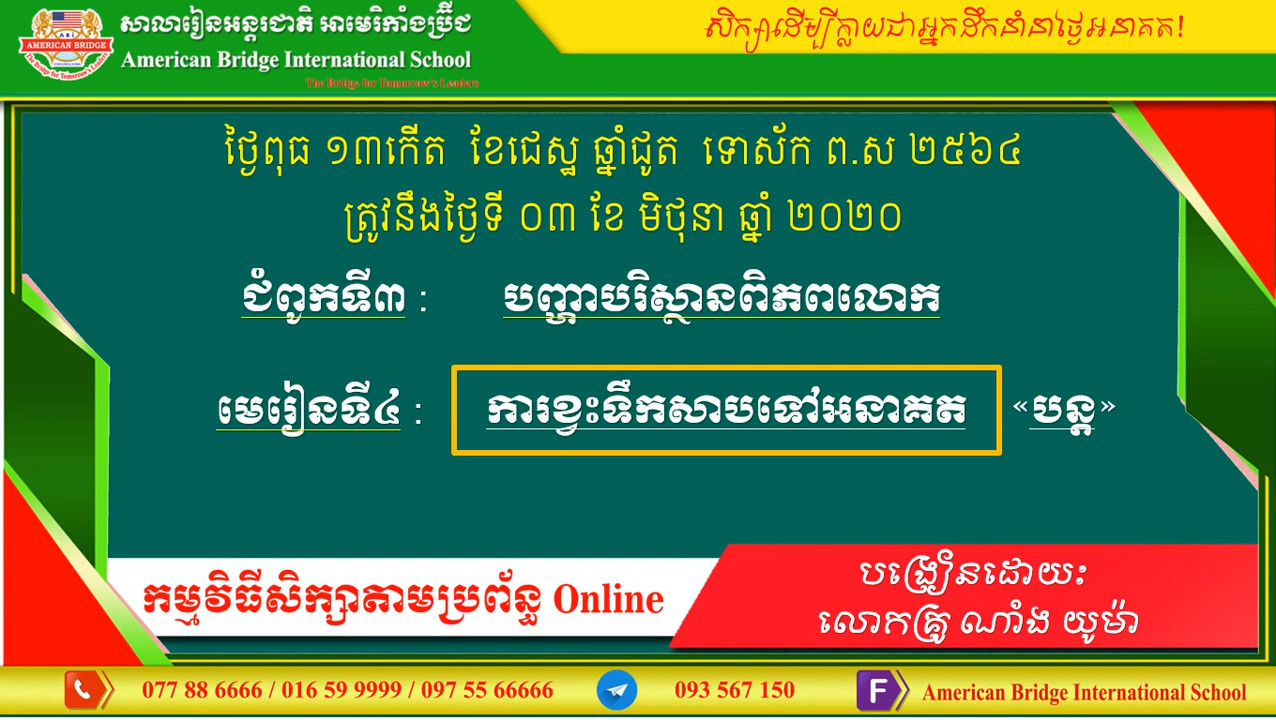 សាលារៀនអន្តរជាតិ អាមេរិកាំងប្រ៊ីជ
American Bridge International School
The Bridge for Tomorrow's Leaders
AMERICAN BRIDGE
The Bridge for Tomorrow's Leaders
សិក្សាដើម្បីក្លាយជាអ្នកដឹកនាំនាថ្ងៃអនាគត!
ថ្ងៃពុធ ១៣កើត ខែជេស្ឋ ឆ្នាំជូត ទោស័ក ព.ស ២៥៦៤
ត្រូវនឹងថ្ងៃទី ០៣ ខែ មិថុនា ឆ្នាំ ២០២០
ជំពូកទី៣ : បញ្ហាបរិស្ថានពិភពលោក
មេរៀនទី៤ : ការខ្វះទឹកសាបទៅអនាគត «បន្ត»
កម្មវិធីសិក្សាតាមប្រព័ន្ធ Online
បង្រៀនដោយ:
លោកគ្រូ ណាំង យូម៉ា
077 88 6666 / 016 59 9999 / 097 55 66666
093 567 150
F American Bridge International School